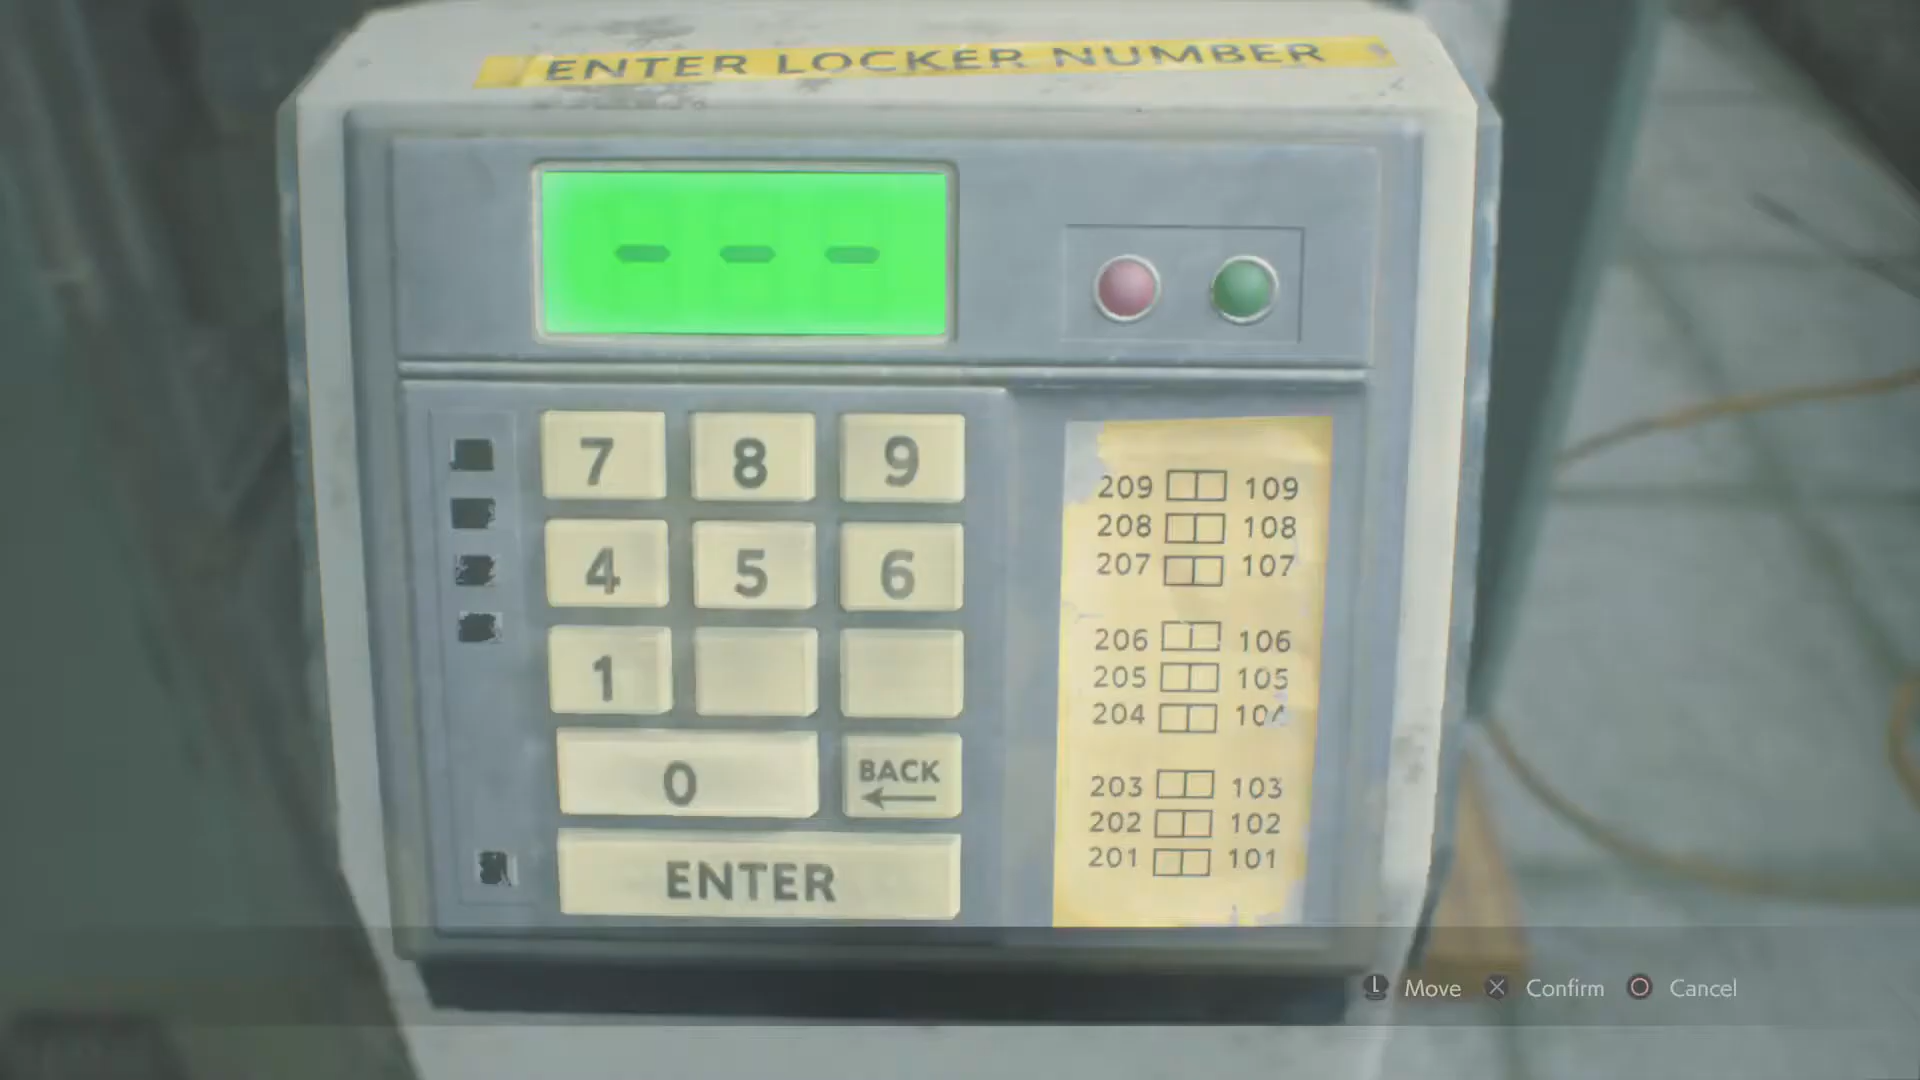 ENTER LOCKER NUMBER
- - -
7 8 9
4 5 6
1
0 BACK
ENTER
209 109
208 108
207 107
206 106
205 105
204 104
203 103
202 102
201 101
L Move Confirm Cancel